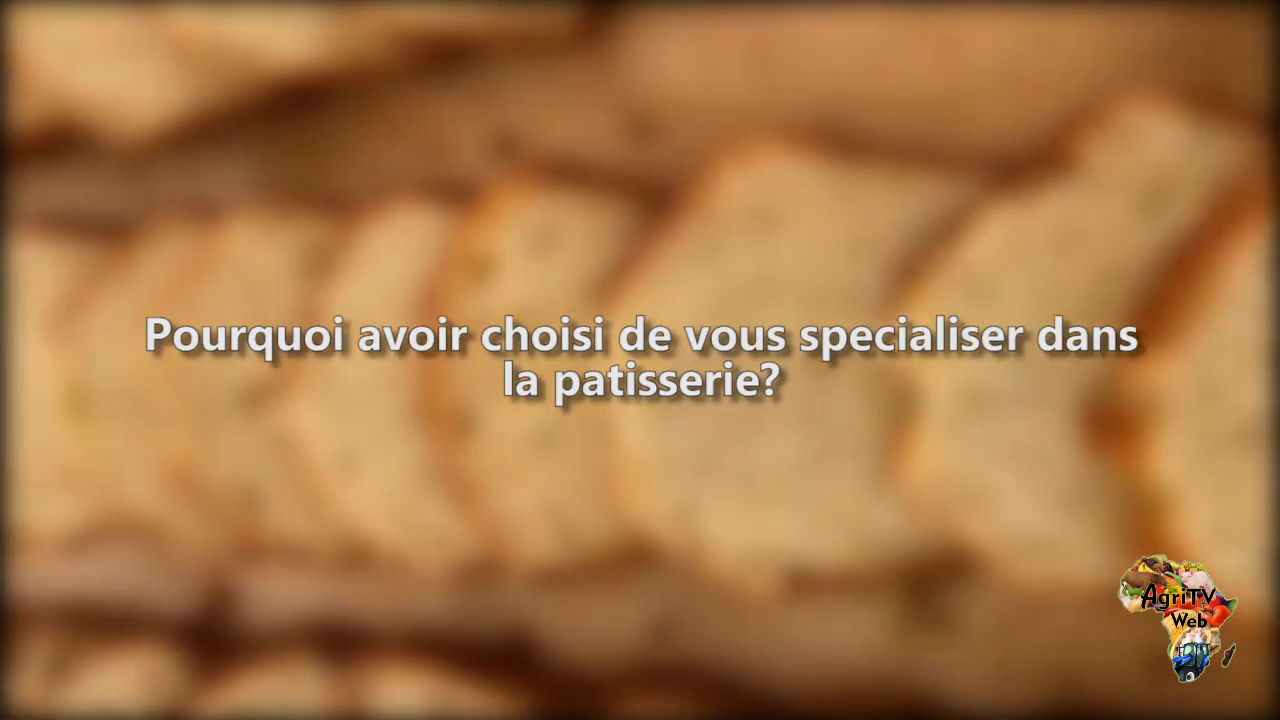 Pourquoi avoir choisi de vous specialiser dans
la patisserie?
AgriTV
Web